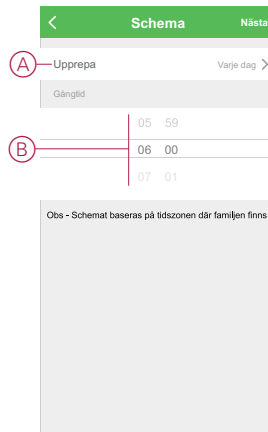 Schema
Nästa
A
Upprepa
Varje dag
Gångtid
05 59
B
06 00
07 01
Obs - Schemat baseras på tidszonen där familjen finns